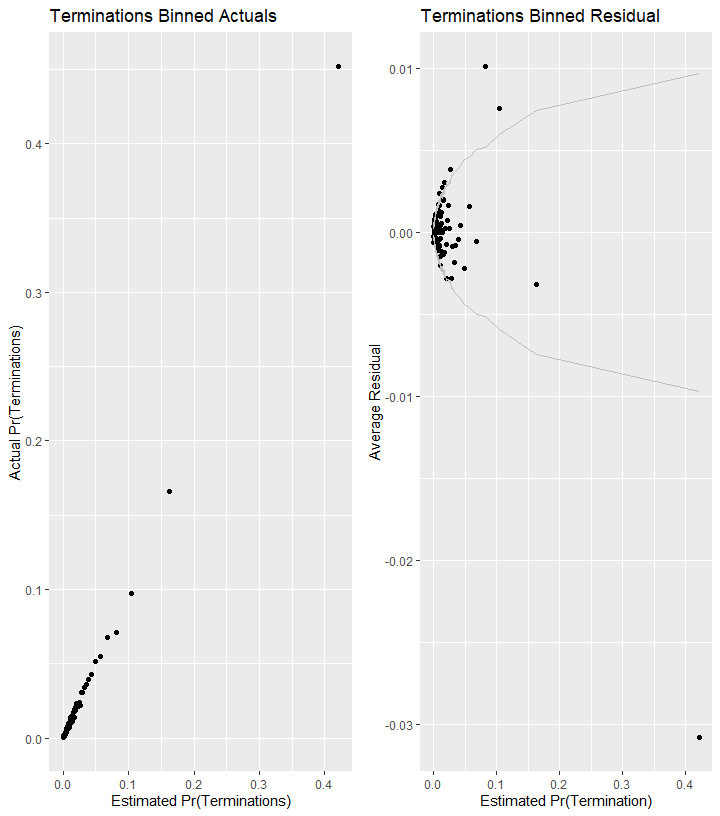 Terminations Binned Actuals
Actual Pr(Terminations)
0.4
0.3
0.2
0.1
0.0
0.0 0.1 0.2 0.3 0.4
Estimated Pr(Terminations)
Terminations Binned Residual
Average Residual
0.01
0.00
-0.01
-0.02
-0.03
0.0 0.1 0.2 0.3 0.4
Estimated Pr(Termination)